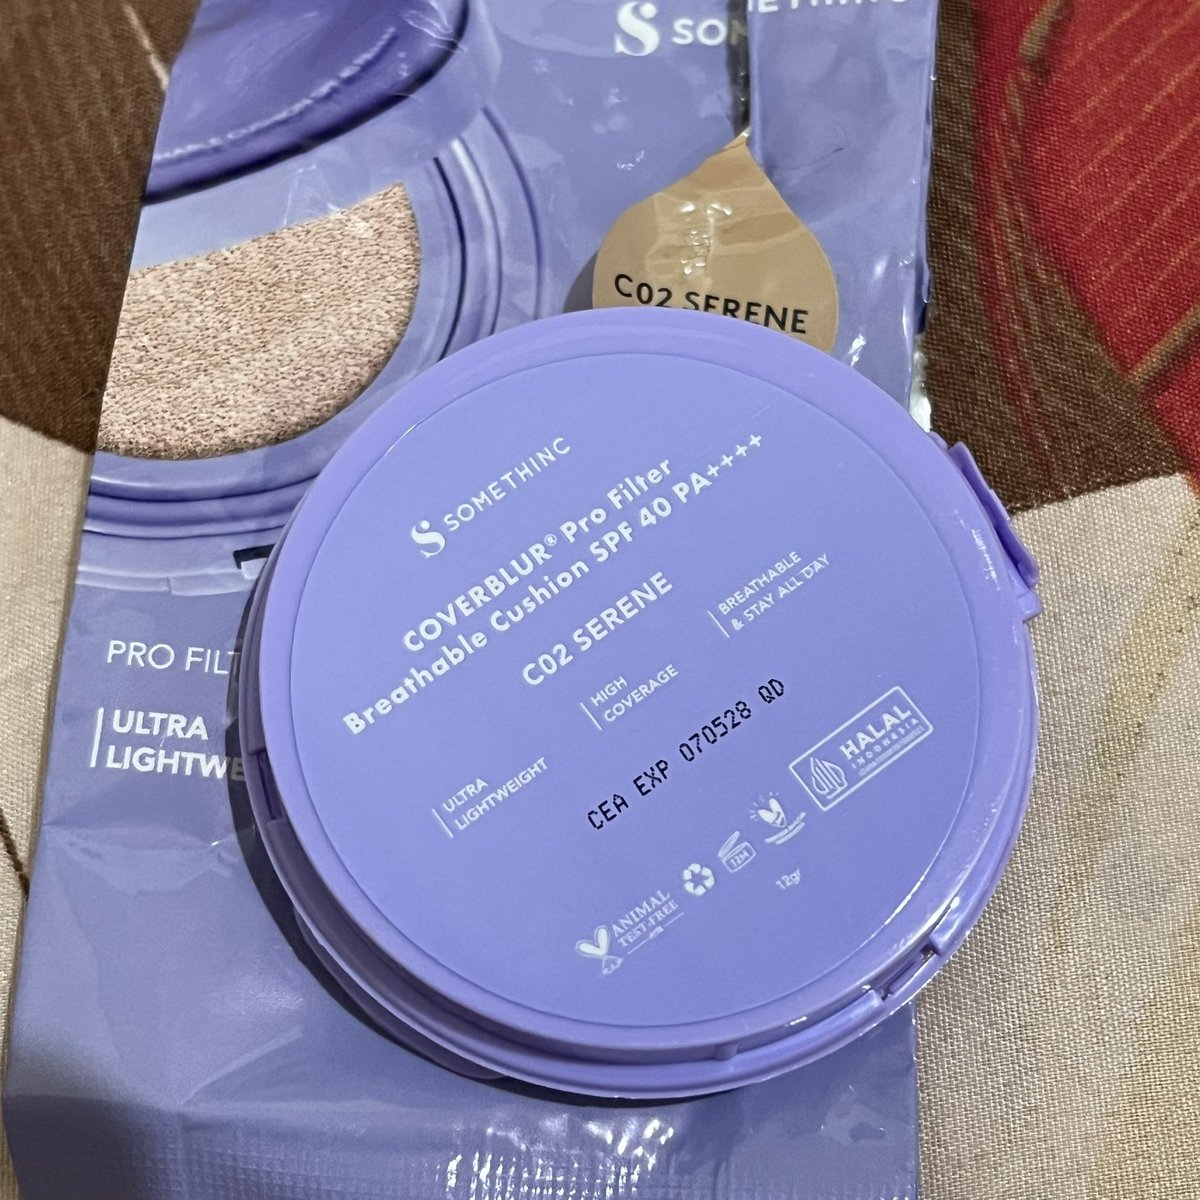 SOMETHINC
C02 SERENE
PRO FILT
ULTRA
LIGHTWE
SOMETHINC
COVERBLUR® Pro Filter
Breathable Cushion SPF 40 PA++++
C02 SERENE
ULTRA
LIGHTWEIGHT
HIGH
COVERAGE
BREATHABLE
& STAY ALL DAY
CEA EXP 070528 QD
ANIMAL
TEST-FREE
12M
12gr
HALAL
INDONESIA